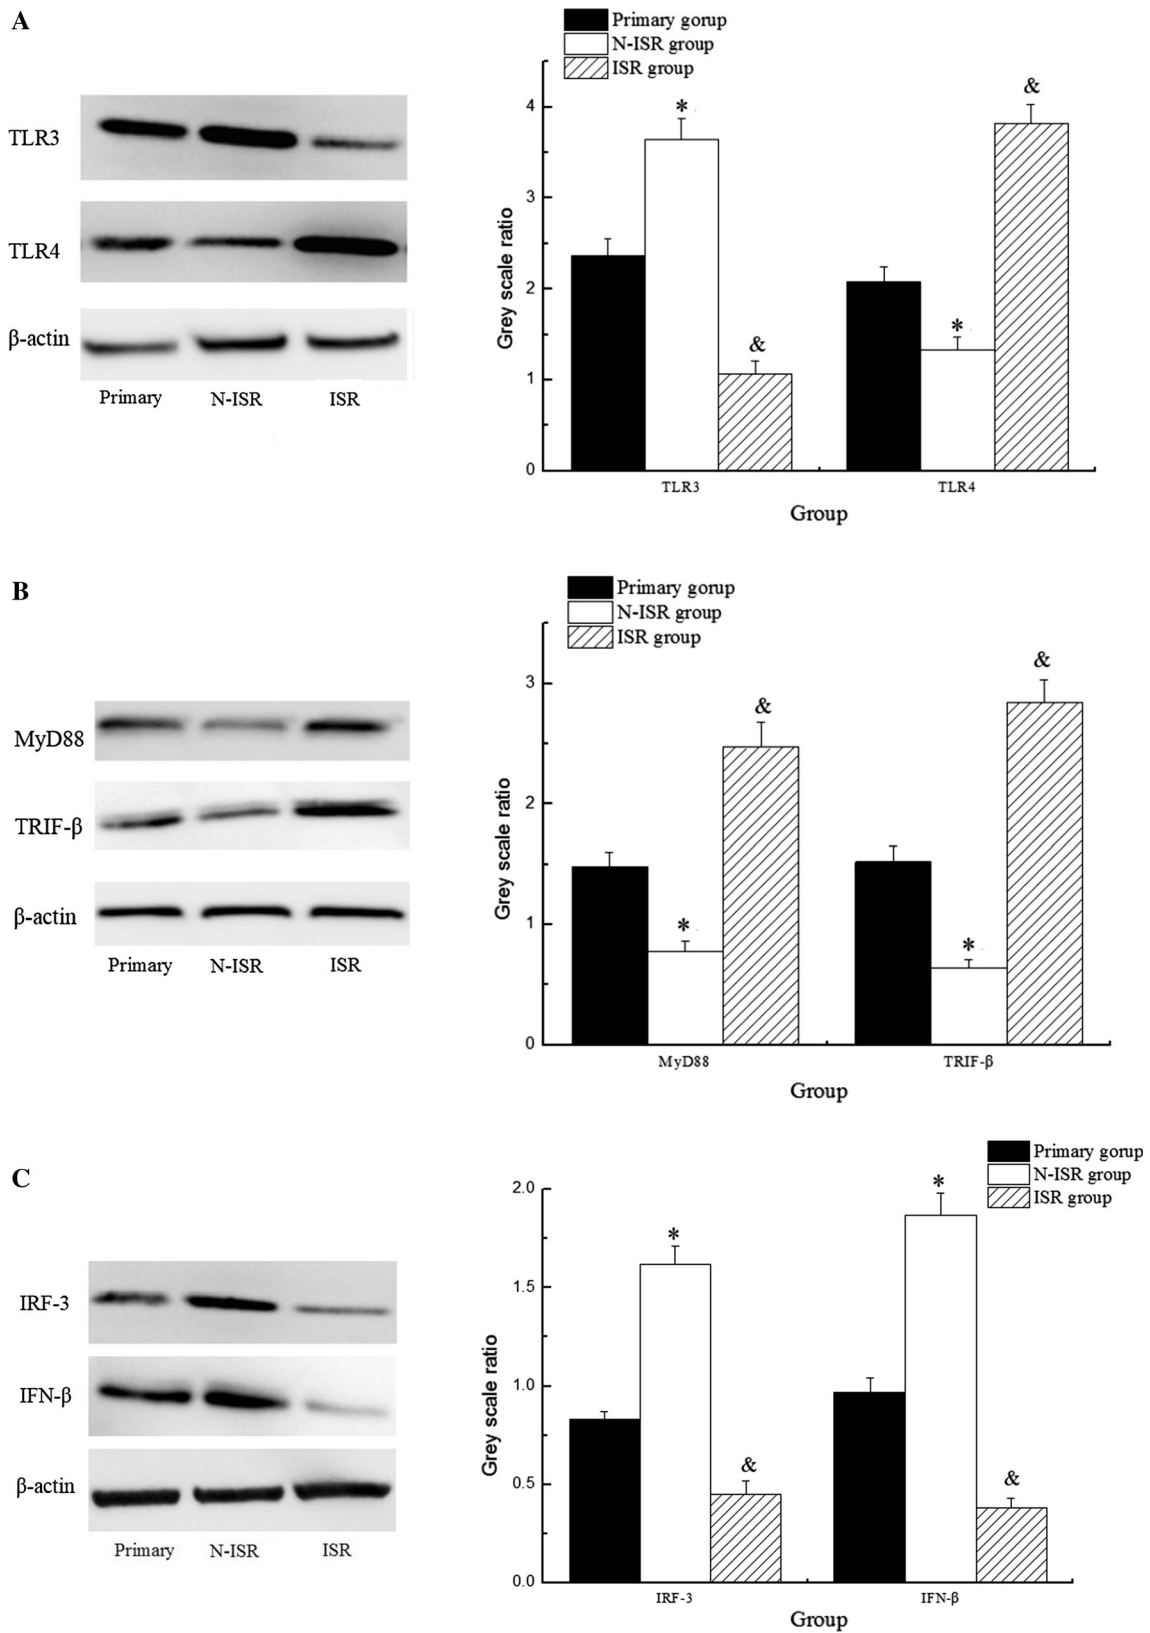 A
TLR3
TLR4
β-actin
Primary N-ISR ISR
Primary gorup
N-ISR group
ISR group
Grey scale ratio
4
3
2
1
0
*
&
*
&
TLR3 TLR4
Group
B
MyD88
TRIF-β
β-actin
Primary N-ISR ISR
Primary gorup
N-ISR group
ISR group
Grey scale ratio
3
2
1
0
*
&
*
&
MyD88 TRIF-β
Group
C
IRF-3
IFN-β
β-actin
Primary N-ISR ISR
Primary gorup
N-ISR group
ISR group
Grey scale ratio
2.0
1.5
1.0
0.5
0.0
*
&
*
&
IRF-3 IFN-β
Group